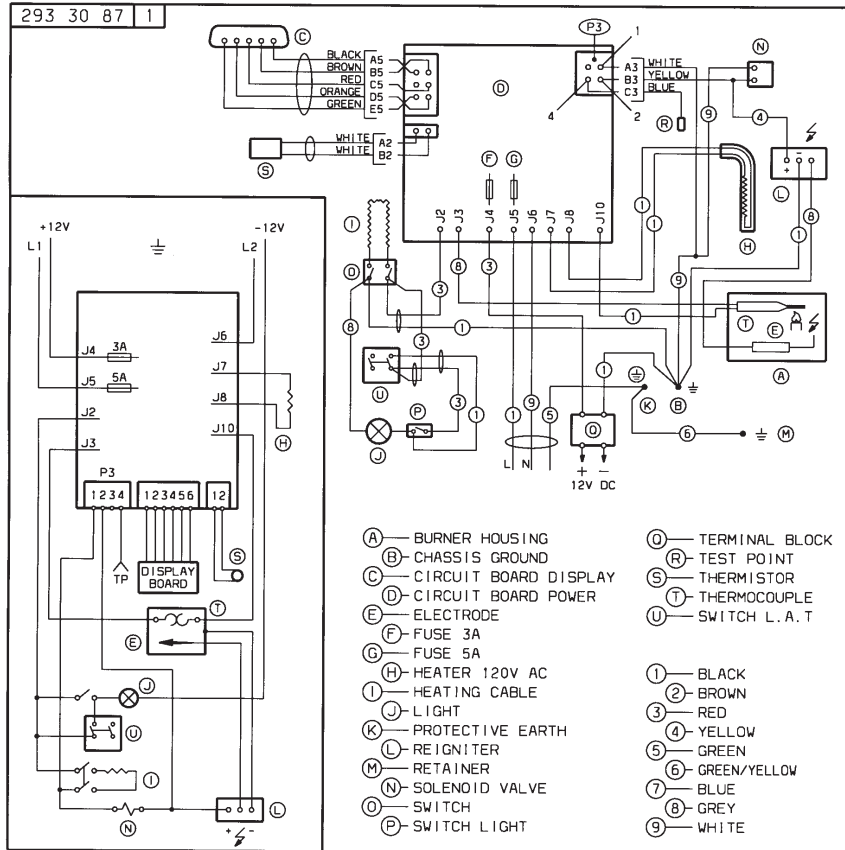 293 30 87 1
C
BLACK A5
BROWN B5
RED C5
ORANGE D5
GREEN E5
P3
1
A3 WHITE
B3 YELLOW
C3 BLUE
4
2
D
N
R
9
4
WHITE A2
WHITE B2
S
F G
+ -
L
I
J2 J3 J4 J5 J6 J7 J8 J10
1 1
H
1 8
O
3 8 3
9
8
1
1
T E
A
3
U
1
P
3 1
J
1 9 5
K B
Q
6
M
L N
+ -
12V DC
+12V -12V
L1 L2
J4 3A
J5 5A
J2
J3
J6
J7
J8
J10
H
P3
1234 123456 12
TP
DISPLAY
BOARD
S
T
E
J
U
I
N
L
+ -
A BURNER HOUSING
B CHASSIS GROUND
C CIRCUIT BOARD DISPLAY
D CIRCUIT BOARD POWER
E ELECTRODE
F FUSE 3A
G FUSE 5A
H HEATER 120V AC
I HEATING CABLE
J LIGHT
K PROTECTIVE EARTH
L REIGNITER
M RETAINER
N SOLENOID VALVE
O SWITCH
P SWITCH LIGHT
Q TERMINAL BLOCK
R TEST POINT
S THERMISTOR
T THERMOCOUPLE
U SWITCH L.A.T
1 BLACK
2 BROWN
3 RED
4 YELLOW
5 GREEN
6 GREEN/YELLOW
7 BLUE
8 GREY
9 WHITE